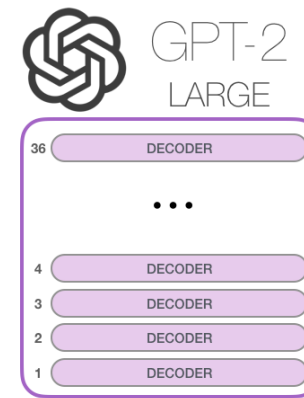 GPT-2
LARGE
36 DECODER
...
4 DECODER
3 DECODER
2 DECODER
1 DECODER